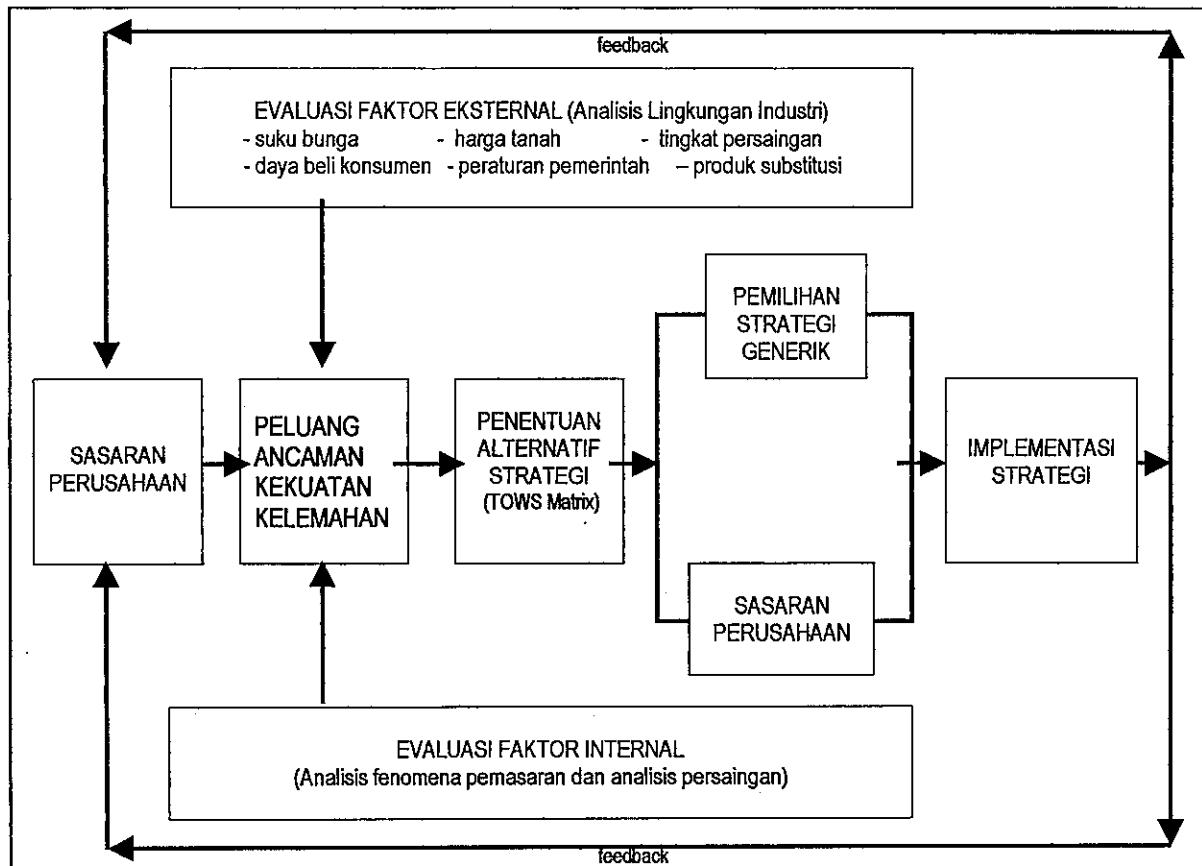 feedback
EVALUASI FAKTOR EKSTERNAL (Analisis Lingkungan Industri)
- suku bunga - harga tanah - tingkat persaingan
- daya beli konsumen - peraturan pemerintah – produk substitusi
PEMILIHAN
STRATEGI
GENERIK
SASARAN
PERUSAHAAN
PELUANG
ANCAMAN
KEKUATAN
KELEMAHAN
PENENTUAN
ALTERNATIF
STRATEGI
(TOWS Matrix)
IMPLEMENTASI
STRATEGI
SASARAN
PERUSAHAAN
EVALUASI FAKTOR INTERNAL
(Analisis fenomena pemasaran dan analisis persaingan)
feedback